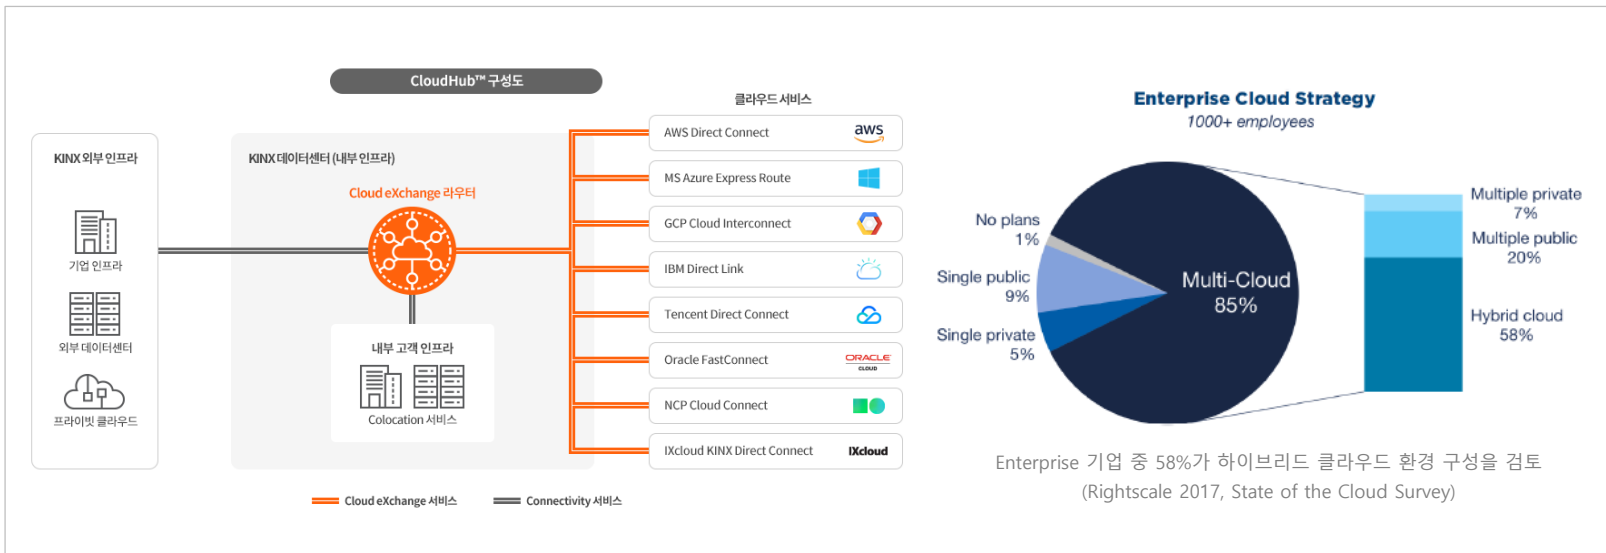 CloudHub™ 구성도
KINX 외부 인프라
기업 인프라
외부 데이터센터
프라이빗 클라우드
KINX 데이터센터 (내부 인프라)
Cloud eXchange 라우터
내부 고객 인프라
Colocation 서비스
클라우드 서비스
AWS Direct Connect
aws
MS Azure Express Route
GCP Cloud Interconnect
IBM Direct Link
Tencent Direct Connect
Oracle FastConnect
ORACLE
CLOUD
NCP Cloud Connect
IXcloud KINX Direct Connect
IXcloud
Cloud eXchange 서비스
Connectivity 서비스
Enterprise Cloud Strategy
1000+ employees
No plans
1%
Single public
9%
Single private
5%
Multi-Cloud
85%
Multiple private
7%
Multiple public
20%
Hybrid cloud
58%
Enterprise 기업 중 58%가 하이브리드 클라우드 환경 구성을 검토
(Rightscale 2017, State of the Cloud Survey)